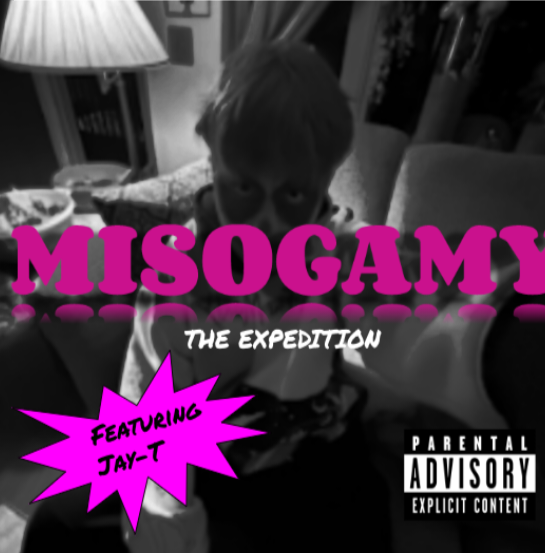 MISOGAMY
THE EXPEDITION
FEATURING
JAY-T
PARENTAL
ADVISORY
EXPLICIT CONTENT